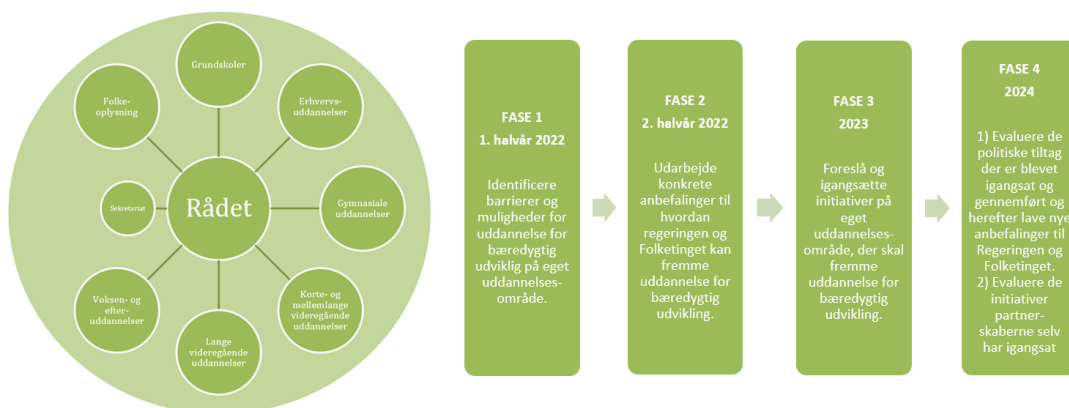 Grundskoler
Folke-
oplysning
Erhvervs-
uddannelser
Sekretariat
Rådet
Gymnasiale
uddannelser
Voksen- og
efter-
uddannelser
Korte- og
mellemlange
videregående
uddannelser
Lange
videregående
uddannelser
FASE 1
1. halvår 2022
Identificere
barrierer og
muligheder for
uddannelse for
bæredygtig
udviklig på eget
uddannelses-
område.
FASE 2
2. halvår 2022
Udarbejde
konkrete
anbefalinger til
hvordan
regeringen og
Folketinget kan
fremme
uddannelse for
bæredygtig
udvikling.
FASE 3
2023
Foreslå og
igangsætte
initiativer på
eget
uddannelses-
område, der skal
fremme
uddannelse for
bæredygtig
udvikling.
FASE 4
2024
1) Evaluere de
politiske tiltag
der er blevet
igangsat og
gennemført og
herefter lave nye
anbefalinger til
Regeringen og
Folketinget.
2) Evaluere de
initiativer
partner-
skaberne selv
har igangsat